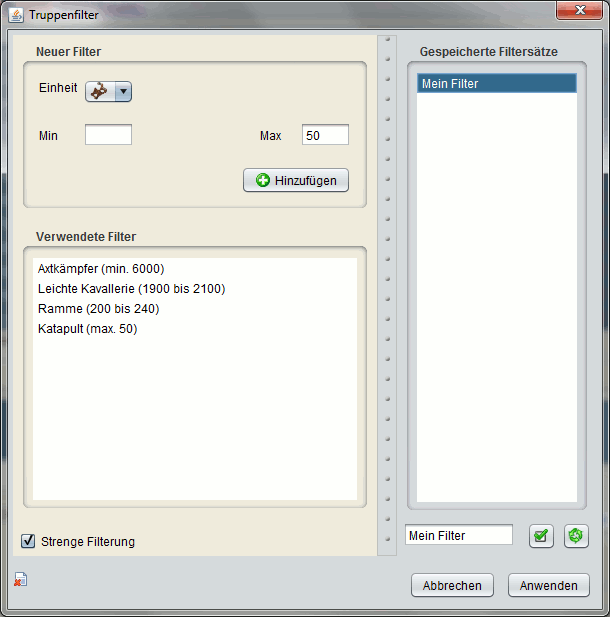 Truppenfilter
Neuer Filter
Einheit
Min
Max 50
Hinzufügen
Verwendete Filter
Axtkämpfer (min. 6000)
Leichte Kavallerie (1900 bis 2100)
Ramme (200 bis 240)
Katapult (max. 50)
Strenge Filterung
Gespeicherte Filtersätze
Mein Filter
Mein Filter
Abbrechen
Anwenden